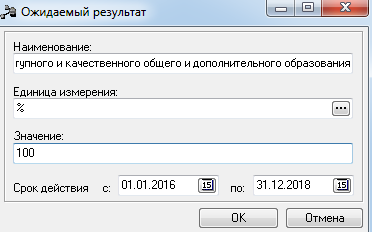 Ожидаемый результат
Наименование:
тупного и качественного общего и дополнительного образования
Единица измерения:
%
Значение:
100
Срок действия с: 01.01.2016 15 по: 31.12.2018 15
OK Отмена